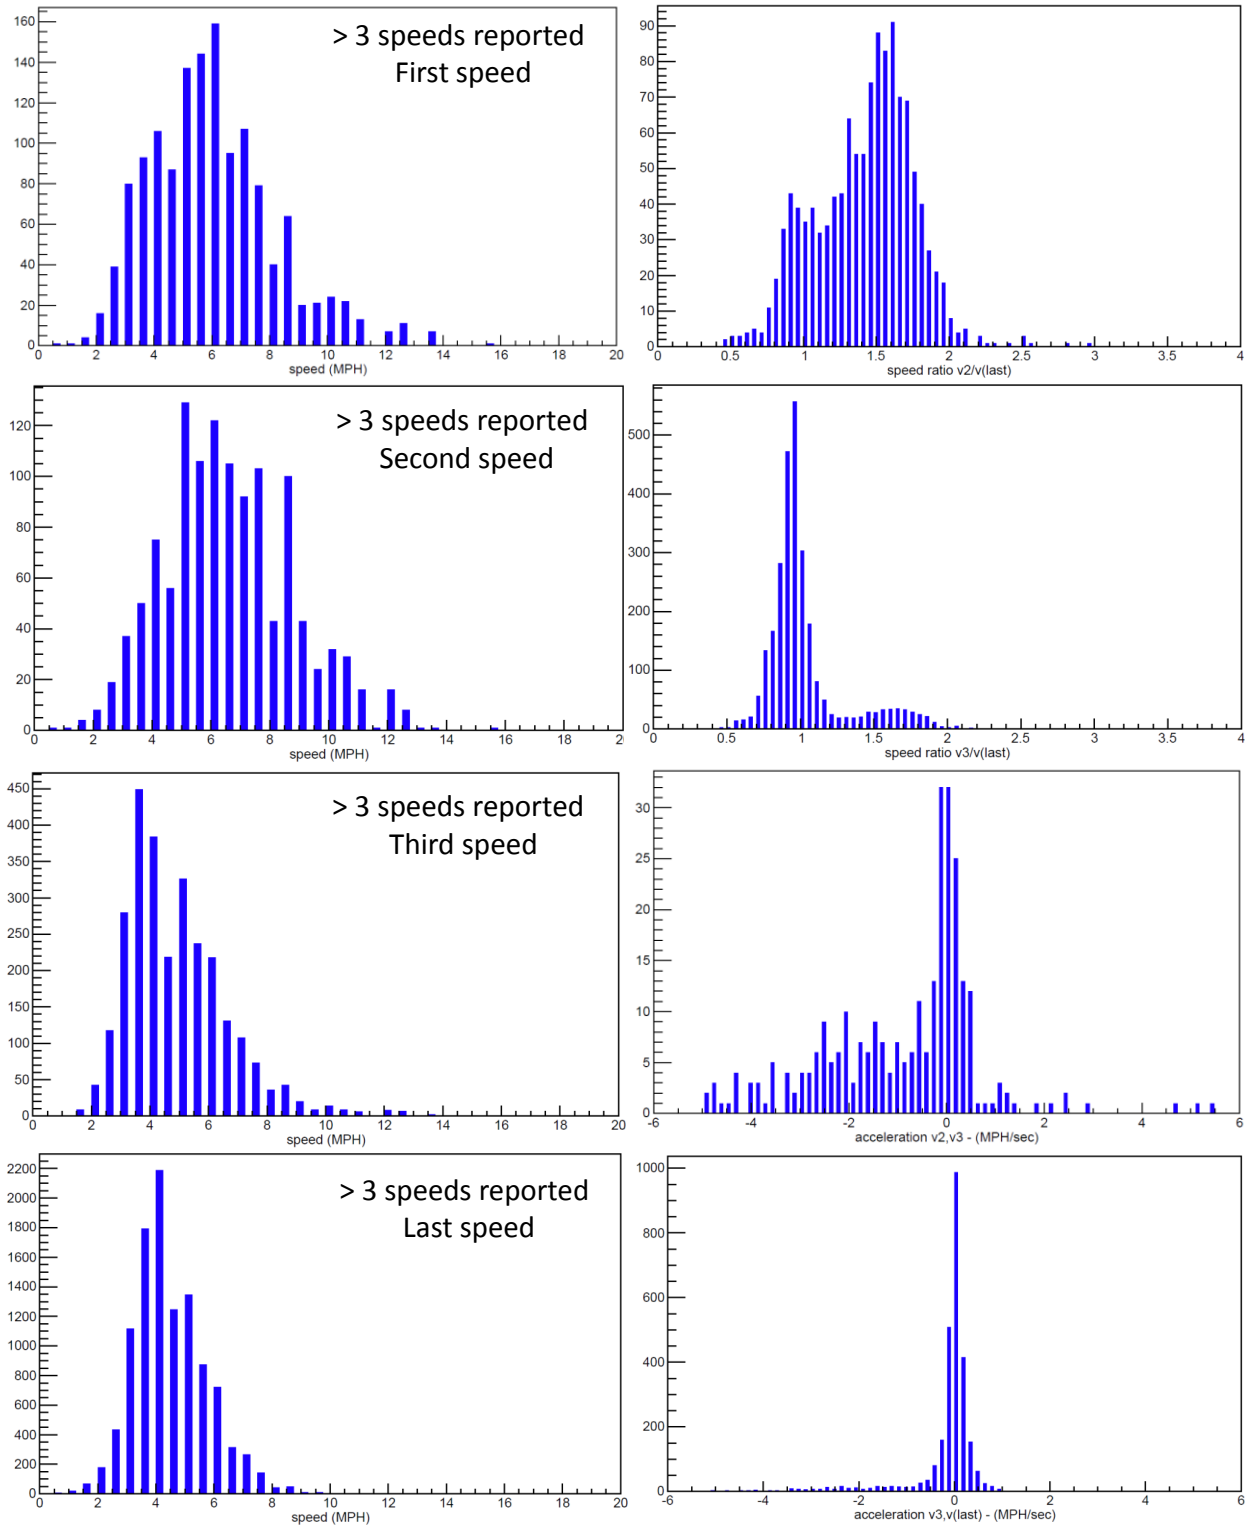 160
140
120
100
80
60
40
20
0
> 3 speeds reported
First speed
0 2 4 6 8 10 12 14 16 18 20
speed (MPH)
90
80
70
60
50
40
30
20
10
0
0 0.5 1 1.5 2 2.5 3 3.5 4
speed ratio v2/v(last)
120
100
80
60
40
20
0
> 3 speeds reported
Second speed
0 2 4 6 8 10 12 14 16 18 20
speed (MPH)
500
400
300
200
100
0
0 0.5 1 1.5 2 2.5 3 3.5 4
speed ratio v3/v(last)
450
400
350
300
250
200
150
100
50
0
> 3 speeds reported
Third speed
0 2 4 6 8 10 12 14 16 18 20
speed (MPH)
30
25
20
15
10
5
0
-6 -4 -2 0 2 4 6
acceleration v2,v3 - (MPH/sec)
2200
2000
1800
1600
1400
1200
1000
800
600
400
200
0
> 3 speeds reported
Last speed
0 2 4 6 8 10 12 14 16 18 20
speed (MPH)
1000
800
600
400
200
0
-6 -4 -2 0 2 4 6
acceleration v3,v(last) - (MPH/sec)